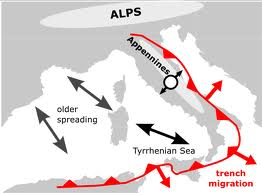 ALPS
Appennines
older
spreading
Tyrrhenian Sea
trench
migration